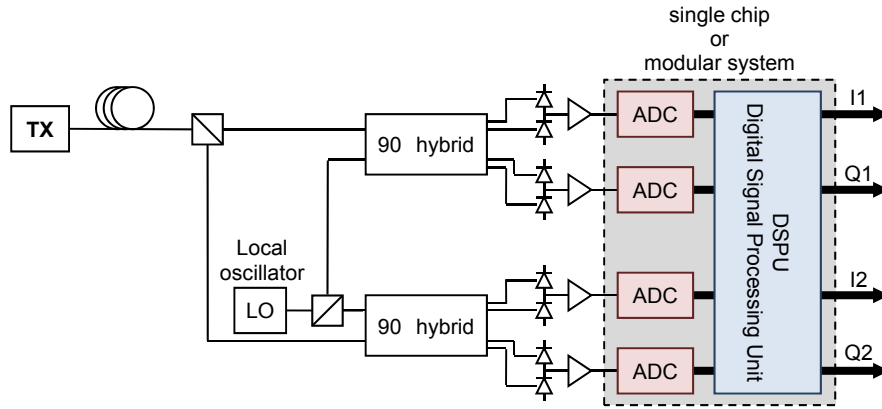 single chip
or
modular system
TX
90 hybrid
ADC
I1
ADC
Q1
DSPU
Digital Signal Processing Unit
Local
oscillator
LO
90 hybrid
ADC
I2
ADC
Q2